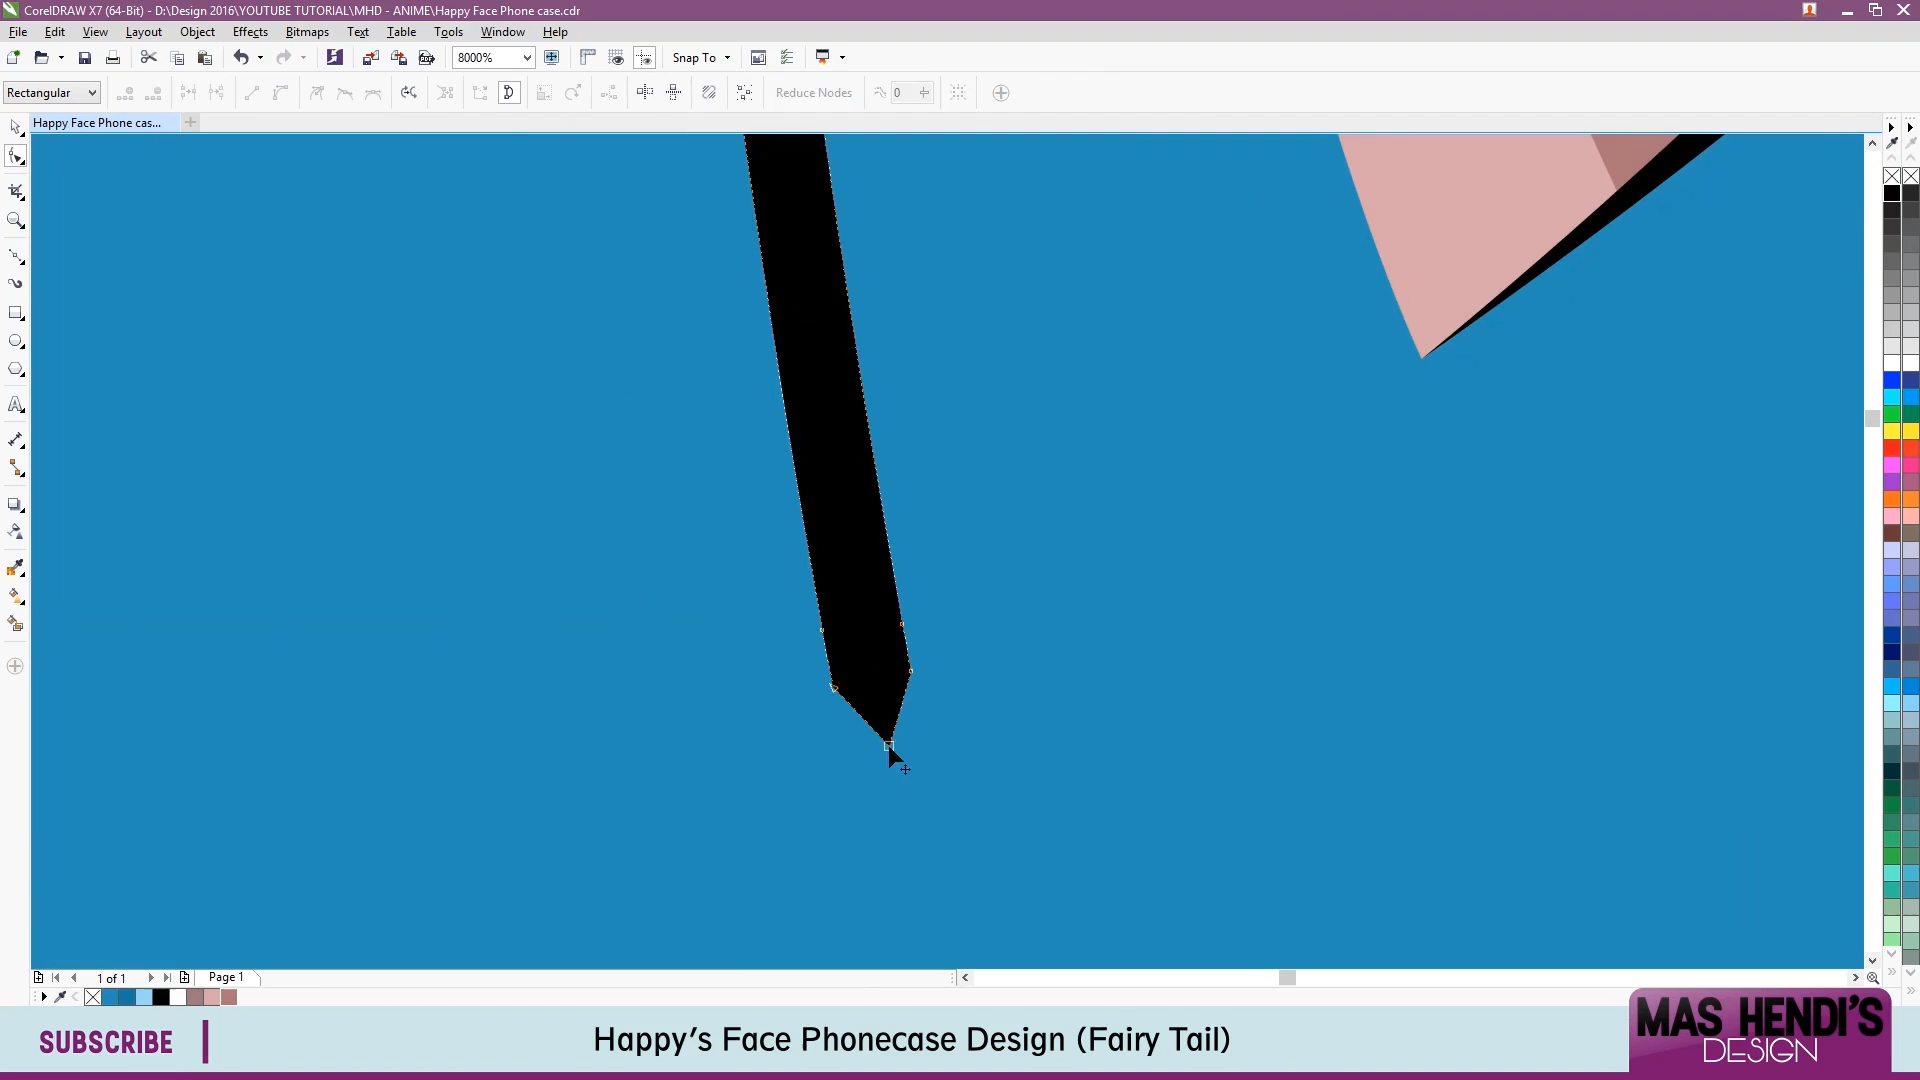 CorelDRAW X7 (64-Bit) - D:\Design 2016\YOUTUBE TUTORIAL\MHD - ANIME\Happy Face Phone case.cdr
File Edit View Layout Object Effects Bitmaps Text Table Tools Window Help
8000% Snap To
Rectangular Reduce Nodes 0
Happy Face Phone cas...
1 of 1 Page 1
SUBSCRIBE
Happy's Face Phonecase Design (Fairy Tail)
MAS HENDI'S
DESIGN